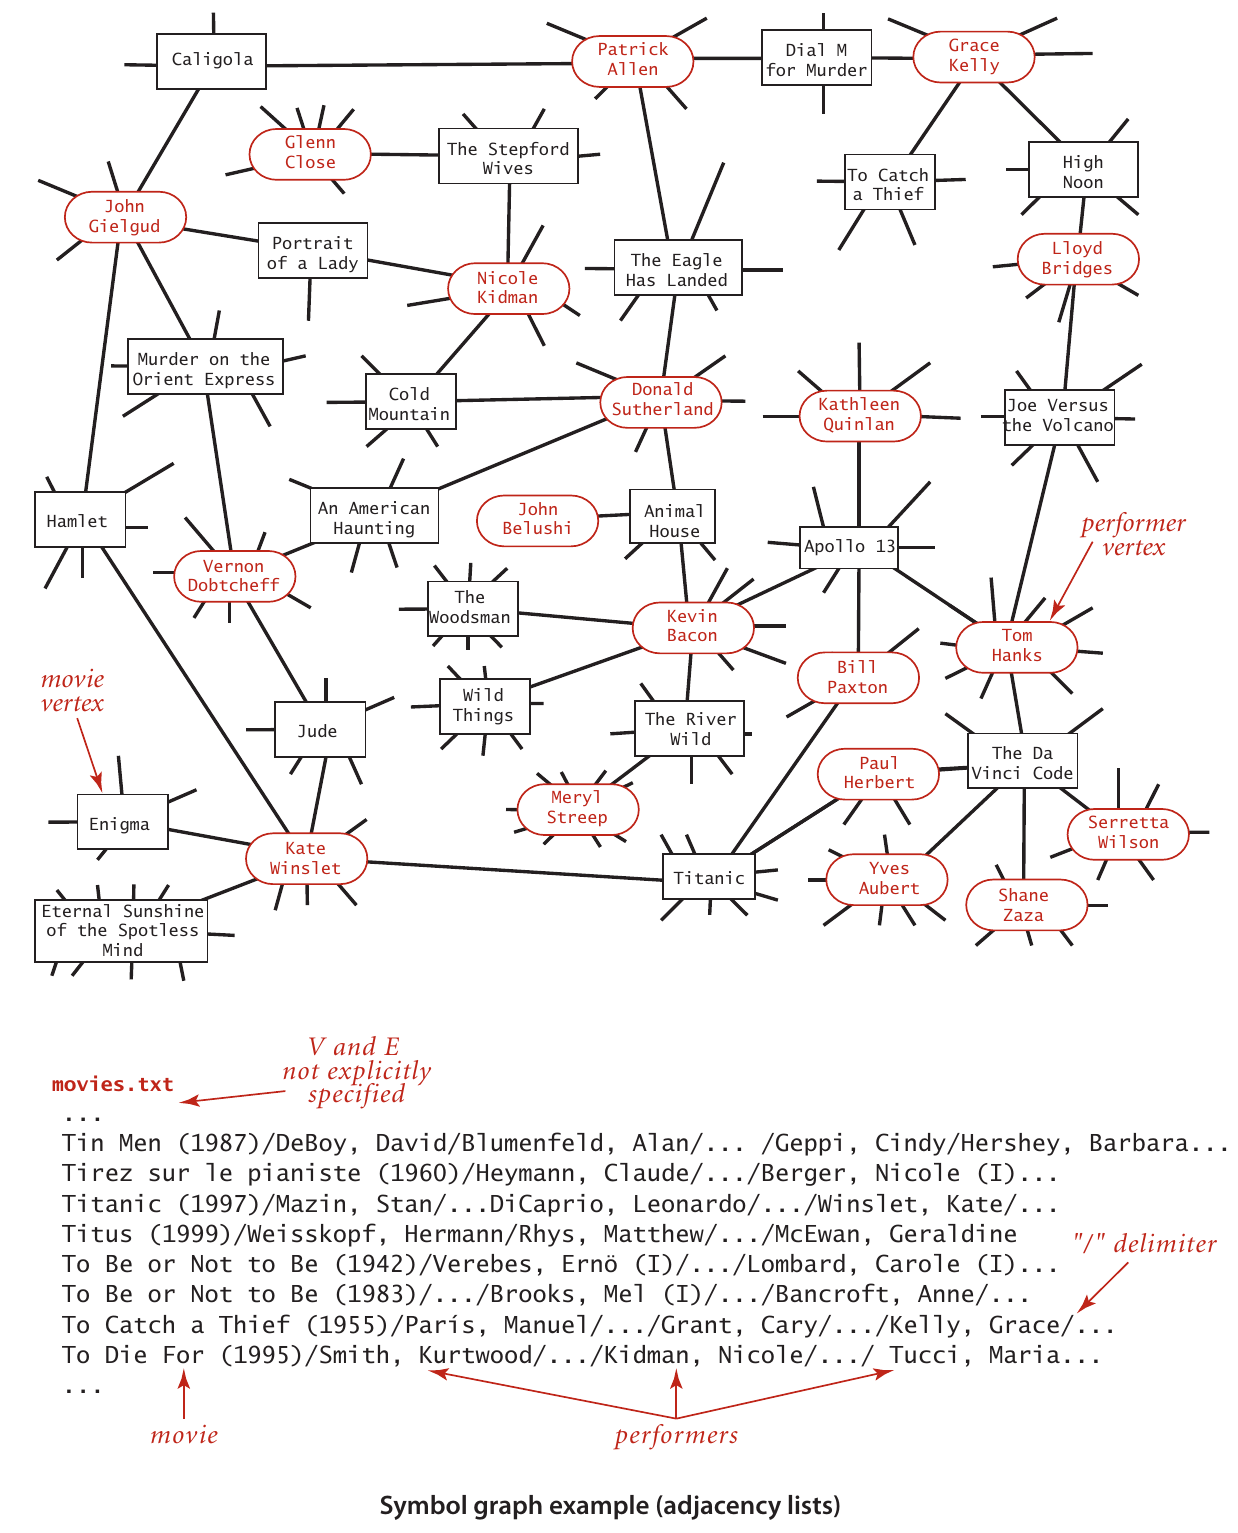 Caligola
Patrick
Allen
Dial M
for Murder
Grace
Kelly
Glenn
Close
The Stepford
Wives
To Catch
a Thief
High
Noon
John
Gielgud
Portrait
of a Lady
Nicole
Kidman
The Eagle
Has Landed
Lloyd
Bridges
Murder on the
Orient Express
Cold
Mountain
Donald
Sutherland
Kathleen
Quinlan
Joe Versus
the Volcano
Hamlet
An American
Haunting
John
Belushi
Animal
House
Apollo 13
performer
vertex
Vernon
Dobtcheff
The
Woodsman
Kevin
Bacon
Tom
Hanks
movie
vertex
Wild
Things
The River
Wild
Bill
Paxton
Jude
Paul
Herbert
The Da
Vinci Code
Enigma
Meryl
Streep
Serretta
Wilson
Kate
Winslet
Titanic
Yves
Aubert
Shane
Zaza
Eternal Sunshine
of the Spotless
Mind
V and E
not explicitly
specified
movies.txt
...
Tin Men (1987)/DeBoy, David/Blumenfeld, Alan/... /Geppi, Cindy/Hershey, Barbara...
Tirez sur le pianiste (1960)/Heymann, Claude/.../Berger, Nicole (I)...
Titanic (1997)/Mazin, Stan/...DiCaprio, Leonardo/.../Winslet, Kate/...
Titus (1999)/Weisskopf, Hermann/Rhys, Matthew/.../McEwan, Geraldine
"/" delimiter
To Be or Not to Be (1942)/Verebes, Ernö (I)/.../Lombard, Carole (I)...
To Be or Not to Be (1983)/.../Brooks, Mel (I)/.../Bancroft, Anne/...
To Catch a Thief (1955)/París, Manuel/.../Grant, Cary/.../Kelly, Grace/...
To Die For (1995)/Smith, Kurtwood/.../Kidman, Nicole/.../ Tucci, Maria...
...
movie
performers
Symbol graph example (adjacency lists)